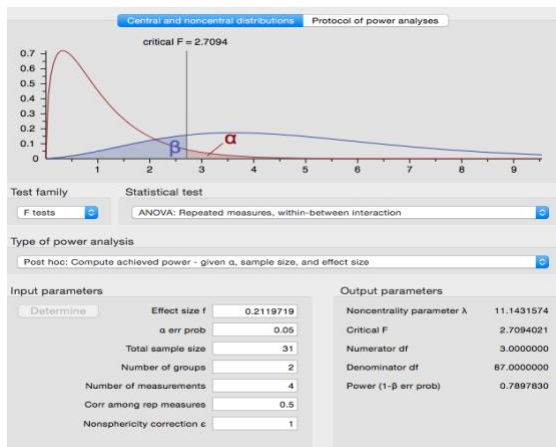 Central and noncentral distributions Protocol of power analyses
critical F = 2.7094
0.7
0.6
0.5
0.4
0.3
0.2
0.1
0
β
α
1 2 3 4 5 6 7 8 9
Test family Statistical test
F tests ANOVA: Repeated measures, within-between interaction
Type of power analysis
Post hoc: Compute achieved power - given α, sample size, and effect size
Input parameters Output parameters
Determine Effect size f 0.2119719 Noncentrality parameter λ 11.1431574
α err prob 0.05 Critical F 2.7094021
Total sample size 31 Numerator df 3.0000000
Number of groups 2 Denominator df 87.0000000
Number of measurements 4 Power (1-β err prob) 0.7897830
Corr among rep measures 0.5
Nonsphericity correction ε 1